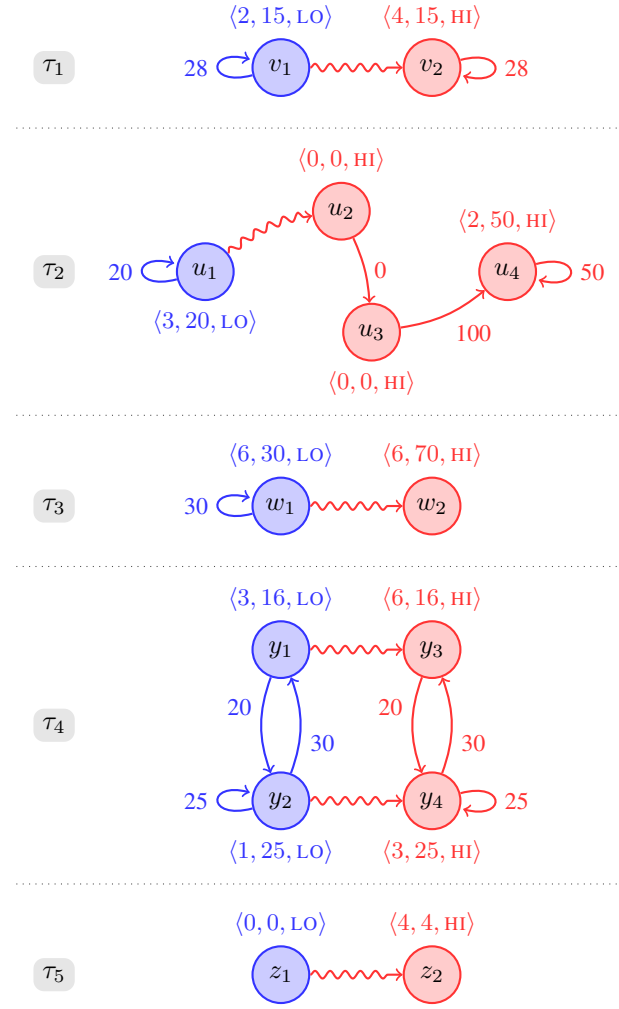 ⟨2, 15, LO⟩ ⟨4, 15, HI⟩
τ1 28 v1 v2 28
⟨0, 0, HI⟩
u2
⟨2, 50, HI⟩
τ2 20 u1 0 u4 50
⟨3, 20, LO⟩ u3 100
⟨0, 0, HI⟩
⟨6, 30, LO⟩ ⟨6, 70, HI⟩
τ3 30 w1 w2
⟨3, 16, LO⟩ ⟨6, 16, HI⟩
y1 y3
20 20
τ4
30 30
25 y2 y4 25
⟨1, 25, LO⟩ ⟨3, 25, HI⟩
⟨0, 0, LO⟩ ⟨4, 4, HI⟩
τ5 z1 z2